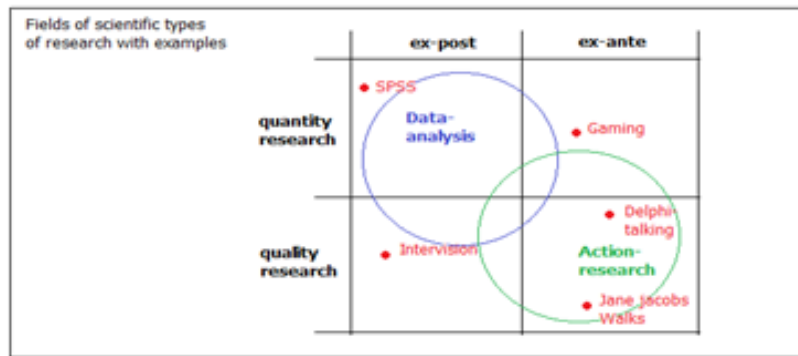 Fields of scientific types
of research with examples
ex-post
ex-ante
SPSS
quantity
research
Data-
analysis
Gaming
quality
research
Intervision
Delphi-
talking
Action-
research
Jane jacobs
Walks